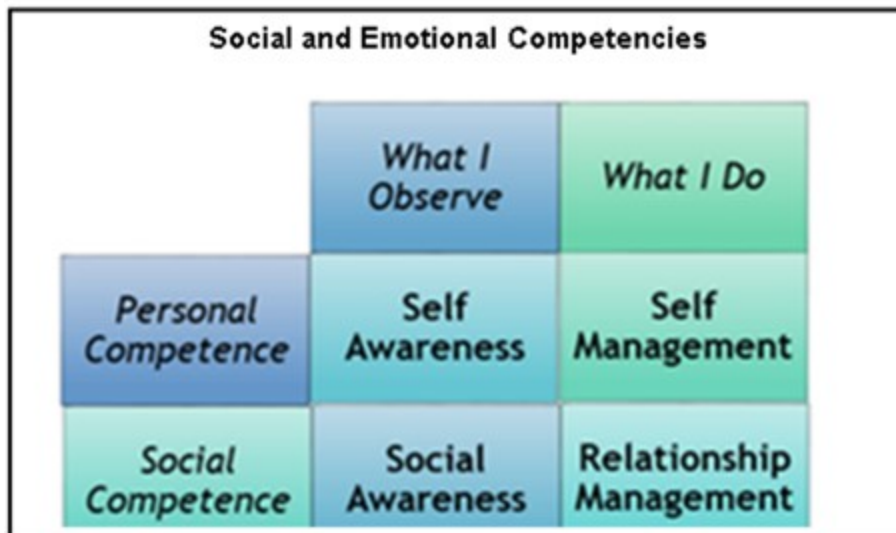 Social and Emotional Competencies
What I
Observe
What I Do
Personal
Competence
Self
Awareness
Self
Management
Social
Competence
Social
Awareness
Relationship
Management